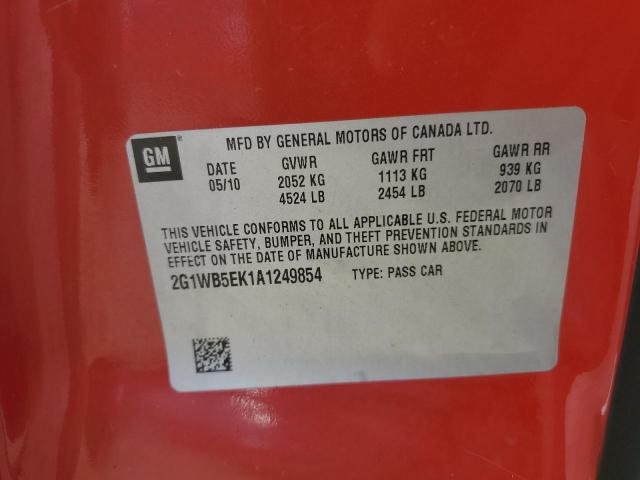 MFD BY GENERAL MOTORS OF CANADA LTD.
GM®
DATE GVWR GAWR FRT GAWR RR
05/10 2052 KG 1113 KG 939 KG
4524 LB 2454 LB 2070 LB
THIS VEHICLE CONFORMS TO ALL APPLICABLE U.S. FEDERAL MOTOR
VEHICLE SAFETY, BUMPER, AND THEFT PREVENTION STANDARDS IN
EFFECT ON THE DATE OF MANUFACTURE SHOWN ABOVE.
2G1WB5EK1A1249854 TYPE: PASS CAR